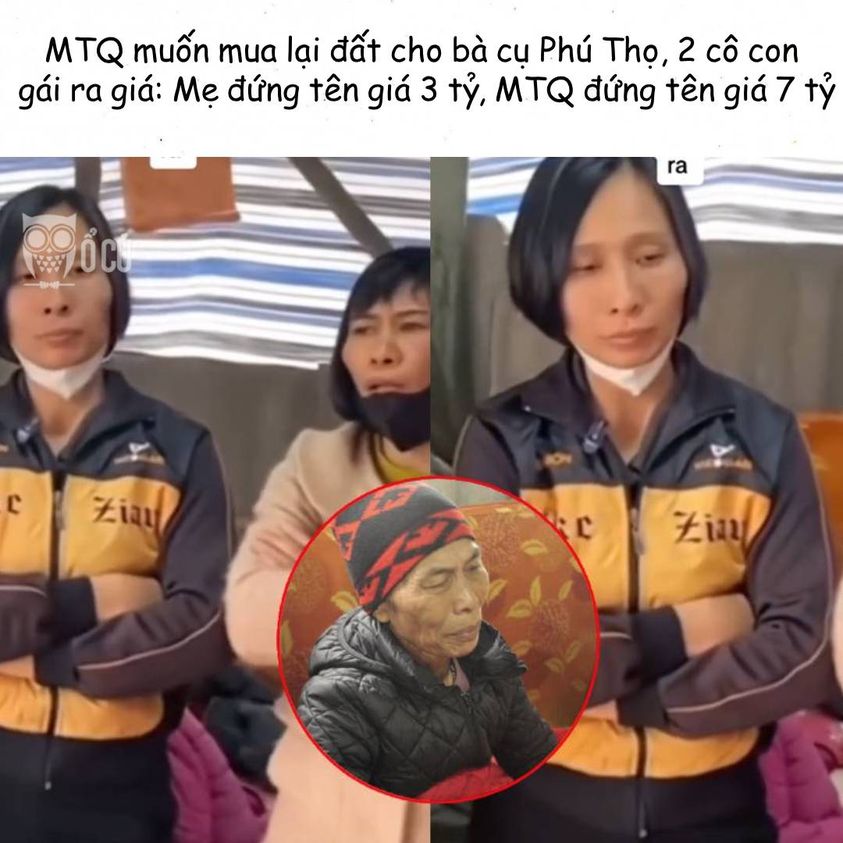 MTQ muốn mua lại đất cho bà cụ Phú Thọ, 2 cô con
gái ra giá: Mẹ đứng tên giá 3 tỷ, MTQ đứng tên giá 7 tỷ
ra
Ổ CÚ
Ziau
c
Ziau